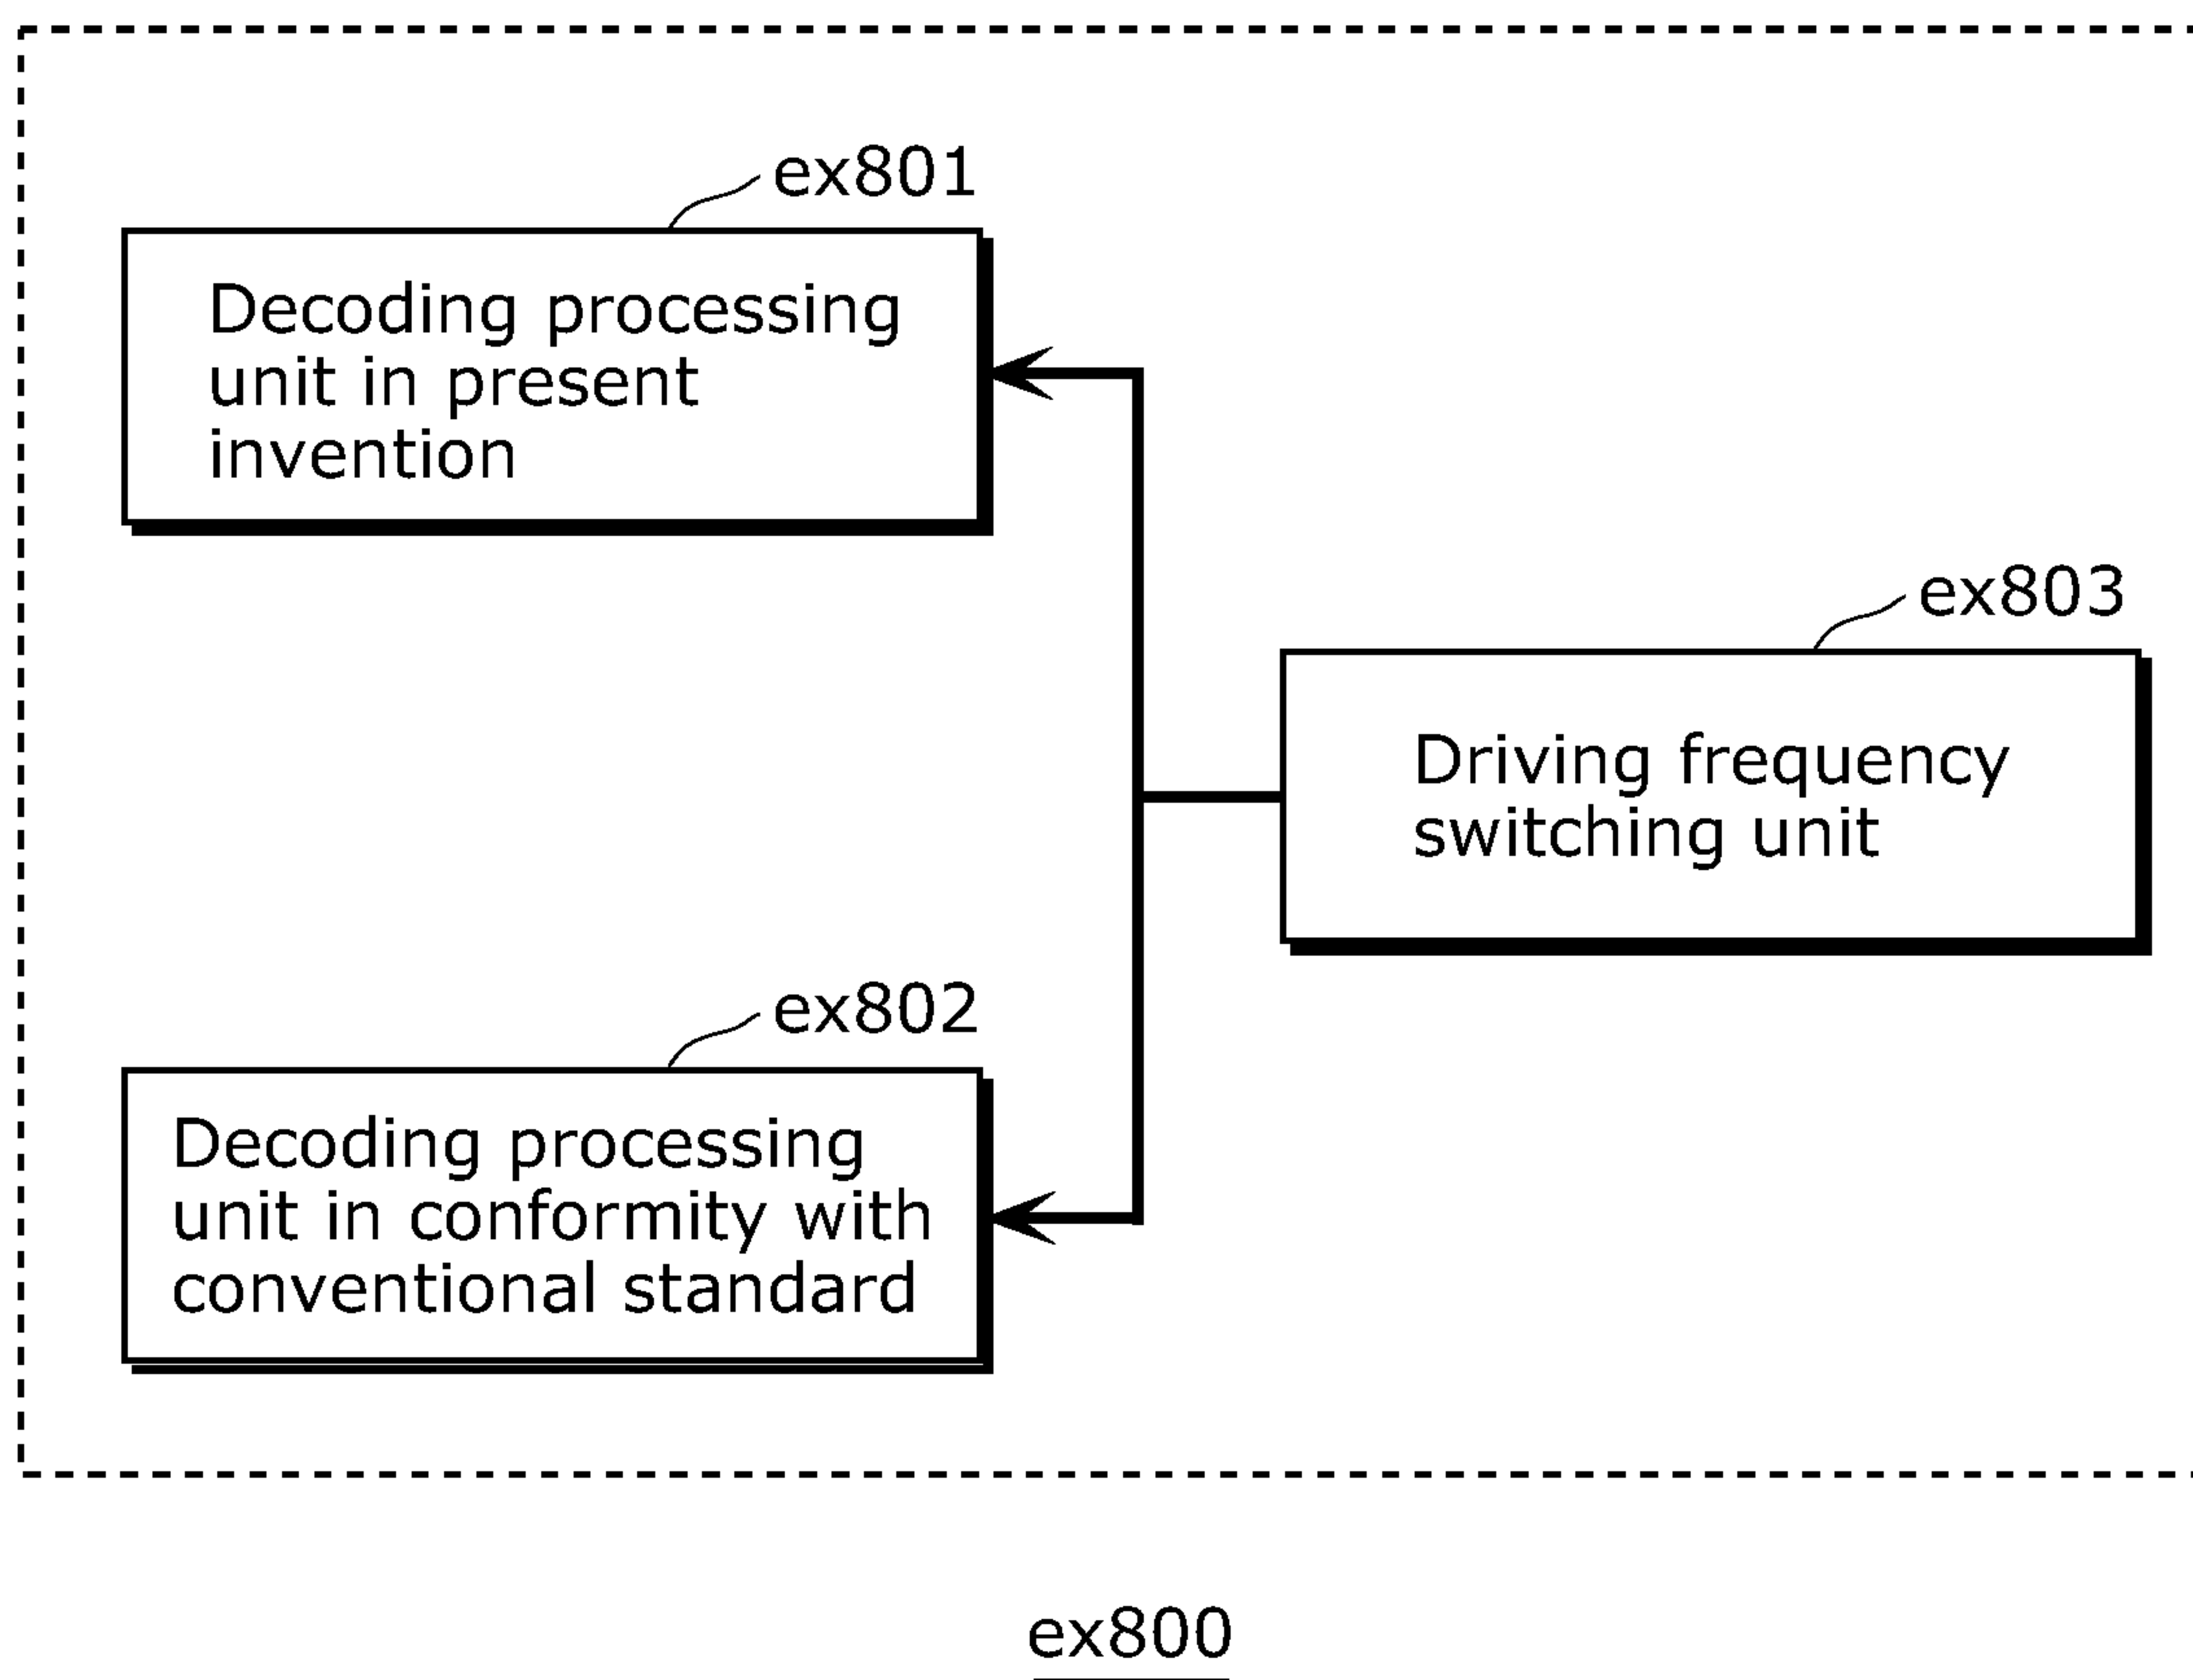 ex801
Decoding processing
unit in present
invention
ex803
Driving frequency
switching unit
ex802
Decoding processing
unit in conformity with
conventional standard
ex800